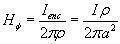 H_ϕ = I_enc / 2πρ = Iρ / 2πa²